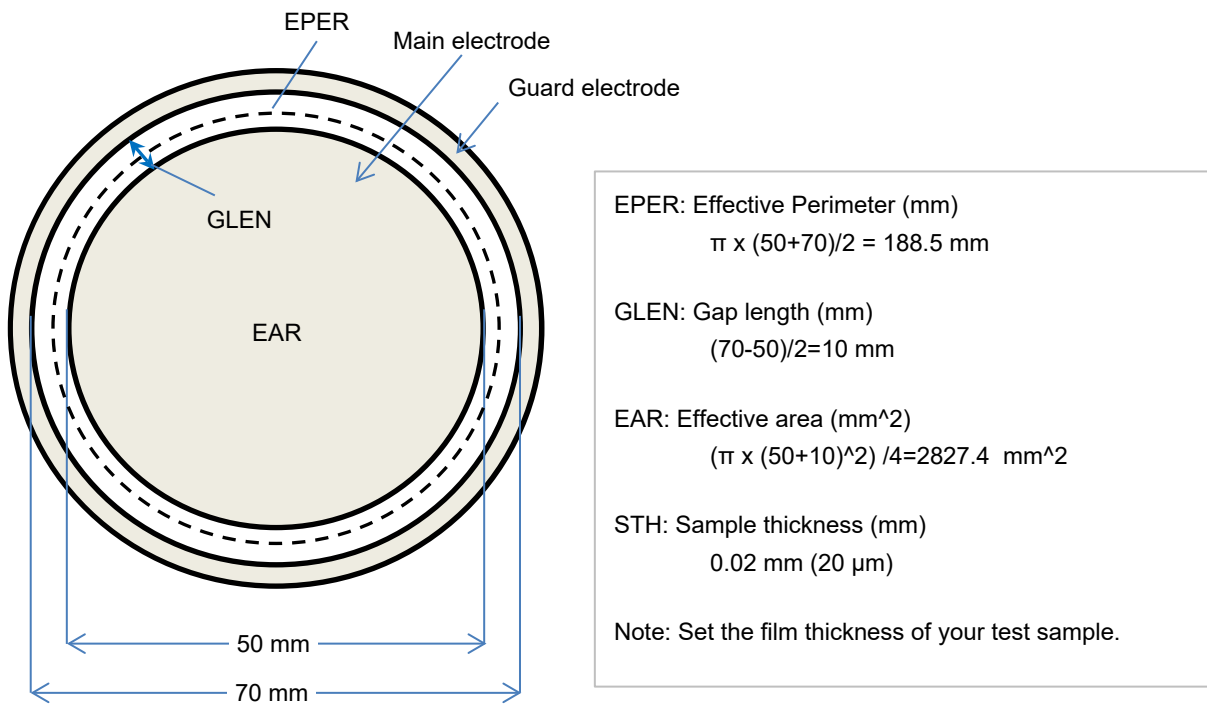 EPER
Main electrode
Guard electrode
GLEN
EAR
50 mm
70 mm
EPER: Effective Perimeter (mm)
π x (50+70)/2 = 188.5 mm
GLEN: Gap length (mm)
(70-50)/2=10 mm
EAR: Effective area (mm^2)
(π x (50+10)^2) /4=2827.4 mm^2
STH: Sample thickness (mm)
0.02 mm (20 μm)
Note: Set the film thickness of your test sample.